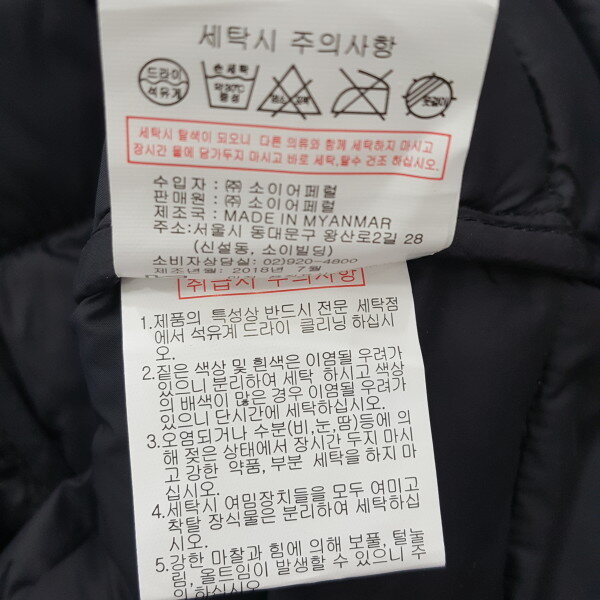 세탁시 주의사항
드라이
석유계
손세탁
약30℃
중성
염소
표백
옷걸이
세탁시 탈색이 되오니 다른 의류와 함께 세탁하지 마시고
장시간 물에 담가두지 마시고 바로 세탁,탈수 건조 하십시오.
수입자 : ㈜ 소이어페럴
판매원 : ㈜ 소이어페럴
제조국 : MADE IN MYANMAR
주소:서울시 동대문구 왕산로2길 28
(신설동, 소이빌딩)
소비자상담실: 02)920-4800
제조년월 : 2018년 7월
취급시 주의사항
1.제품의 특성상 반드시 전문 세탁점
에서 석유계 드라이 클리닝 하십시
오.
2.짙은 색상 및 흰색은 이염될 우려가
있으니 분리하여 세탁 하시고 색상
의 배색이 많은 경우 이염될 우려가
있으니 단시간에 세탁하십시오.
3.오염되거나 수분(비,눈,땀)등에 의
해 젖은 상태에서 장시간 두지 마시
고 강한 약품, 부분 세탁을 하지 마
십시오.
4.세탁시 여밈장치들을 모두 여미고
착탈 장식물은 분리하여 세탁하십
시오.
5.강한 마찰과 힘에 의해 보풀, 털눌
림, 올트임이 발생할 수 있으니 주
의 하십시오.